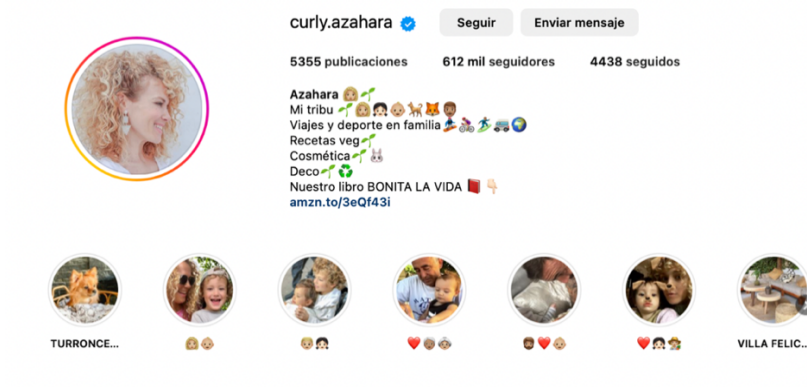 curly.azahara Seguir Enviar mensaje
5355 publicaciones 612 mil seguidores 4438 seguidos
Azahara 👩🏼🌱
Mi tribu 🌱👩🏼👧🏻👶🏼🐕🦊🧔🏽
Viajes y deporte en familia🏂🚵🏄🚐🌍
Recetas veg🌱
Cosmética🌱🐰
Deco🌱♻️
Nuestro libro BONITA LA VIDA 📕👇🏻
amzn.to/3eQf43i
TURRONCE... 👩🏼👶🏼 👶🏼👧🏻 ❤️👴🏽👵🏽 🧔🏽❤️👶🏼 ❤️👧🏻👩🏼‍🌾 VILLA FELIC...